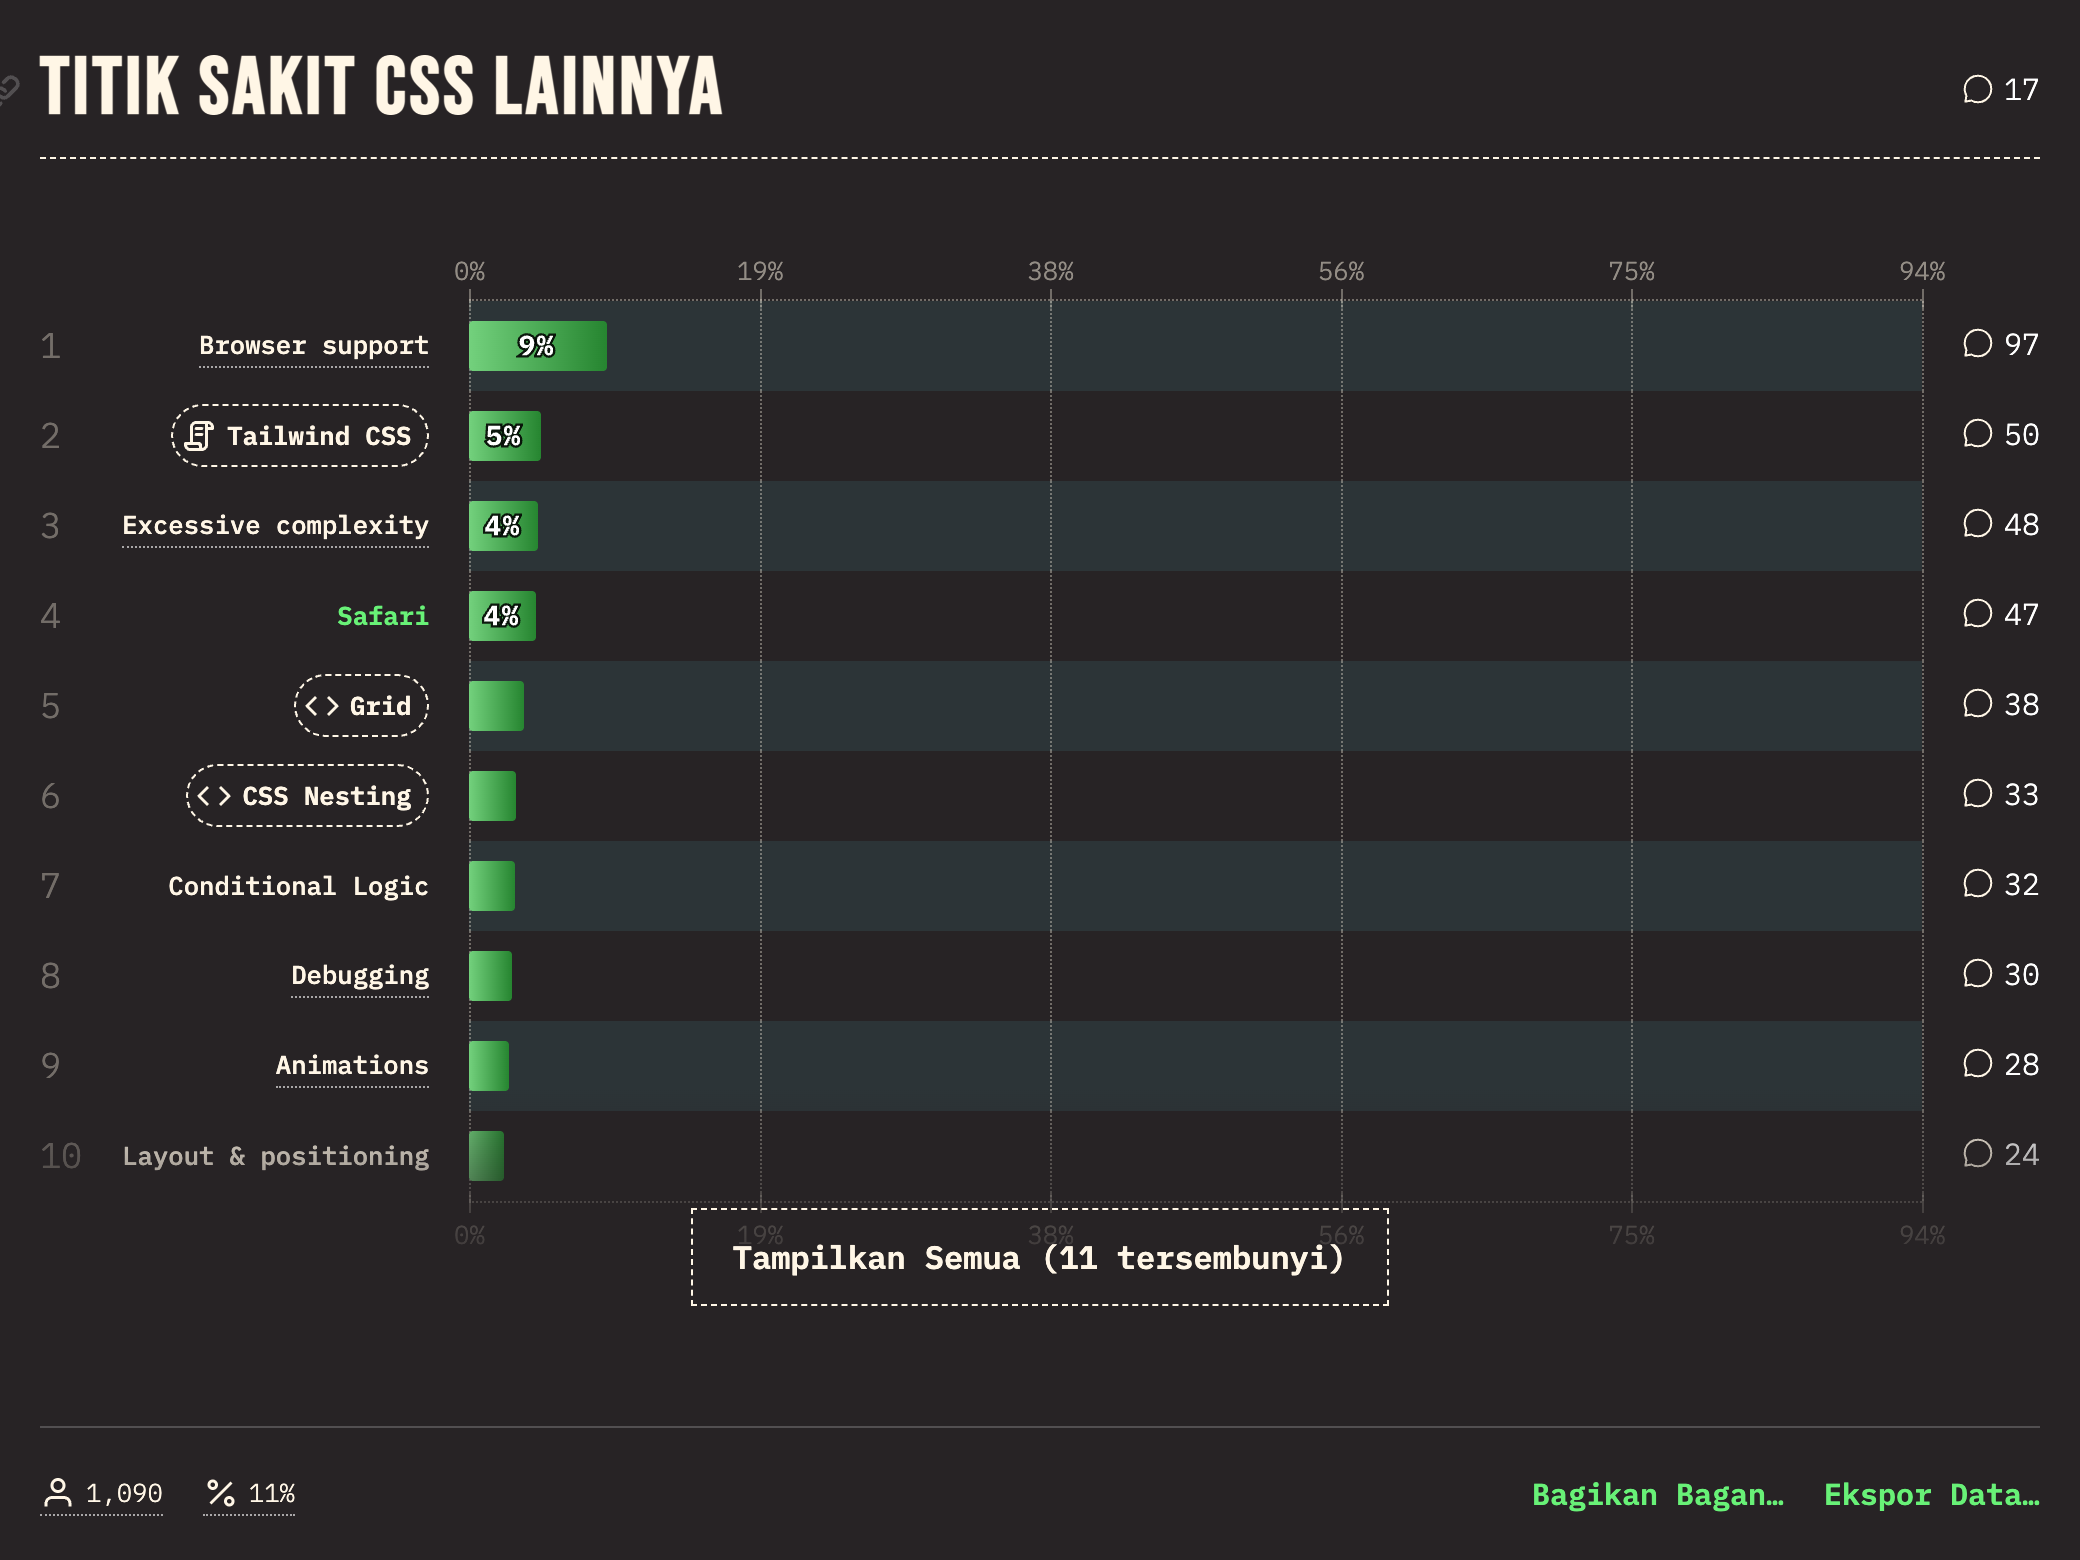 TITIK SAKIT CSS LAINNYA
17
0% 19% 38% 56% 75% 94%
1 Browser support 9% 97
2 Tailwind CSS 5% 50
3 Excessive complexity 4% 48
4 Safari 4% 47
5 Grid 38
6 CSS Nesting 33
7 Conditional Logic 32
8 Debugging 30
9 Animations 28
10 Layout & positioning 24
0% 19% 38% 56% 75% 94%
Tampilkan Semua (11 tersembunyi)
1,090 11% Bagikan Bagan… Ekspor Data…